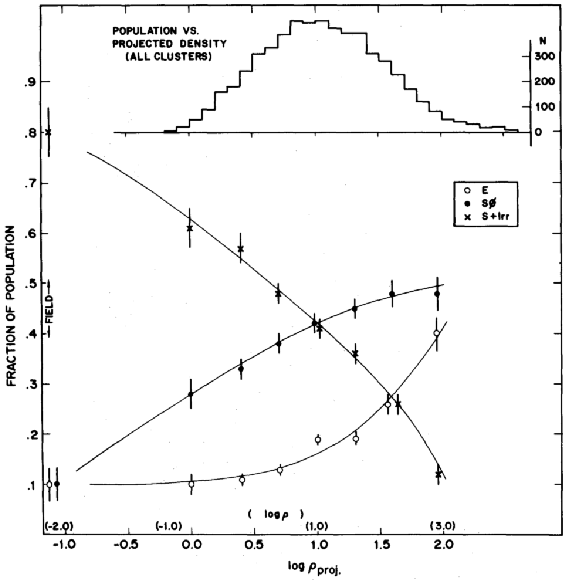 POPULATION VS.
PROJECTED DENSITY
(ALL CLUSTERS)
N
300
200
100
0
.9
.8
.7
.6
.5
.4
.3
.2
.1
FRACTION OF POPULATION
FIELD
E
SØ
S+Irr
( log ρ )
(-2.0) (-1.0) (1.0) (3.0)
-1.0 -0.5 0.0 0.5 1.0 1.5 2.0
log ρproj.